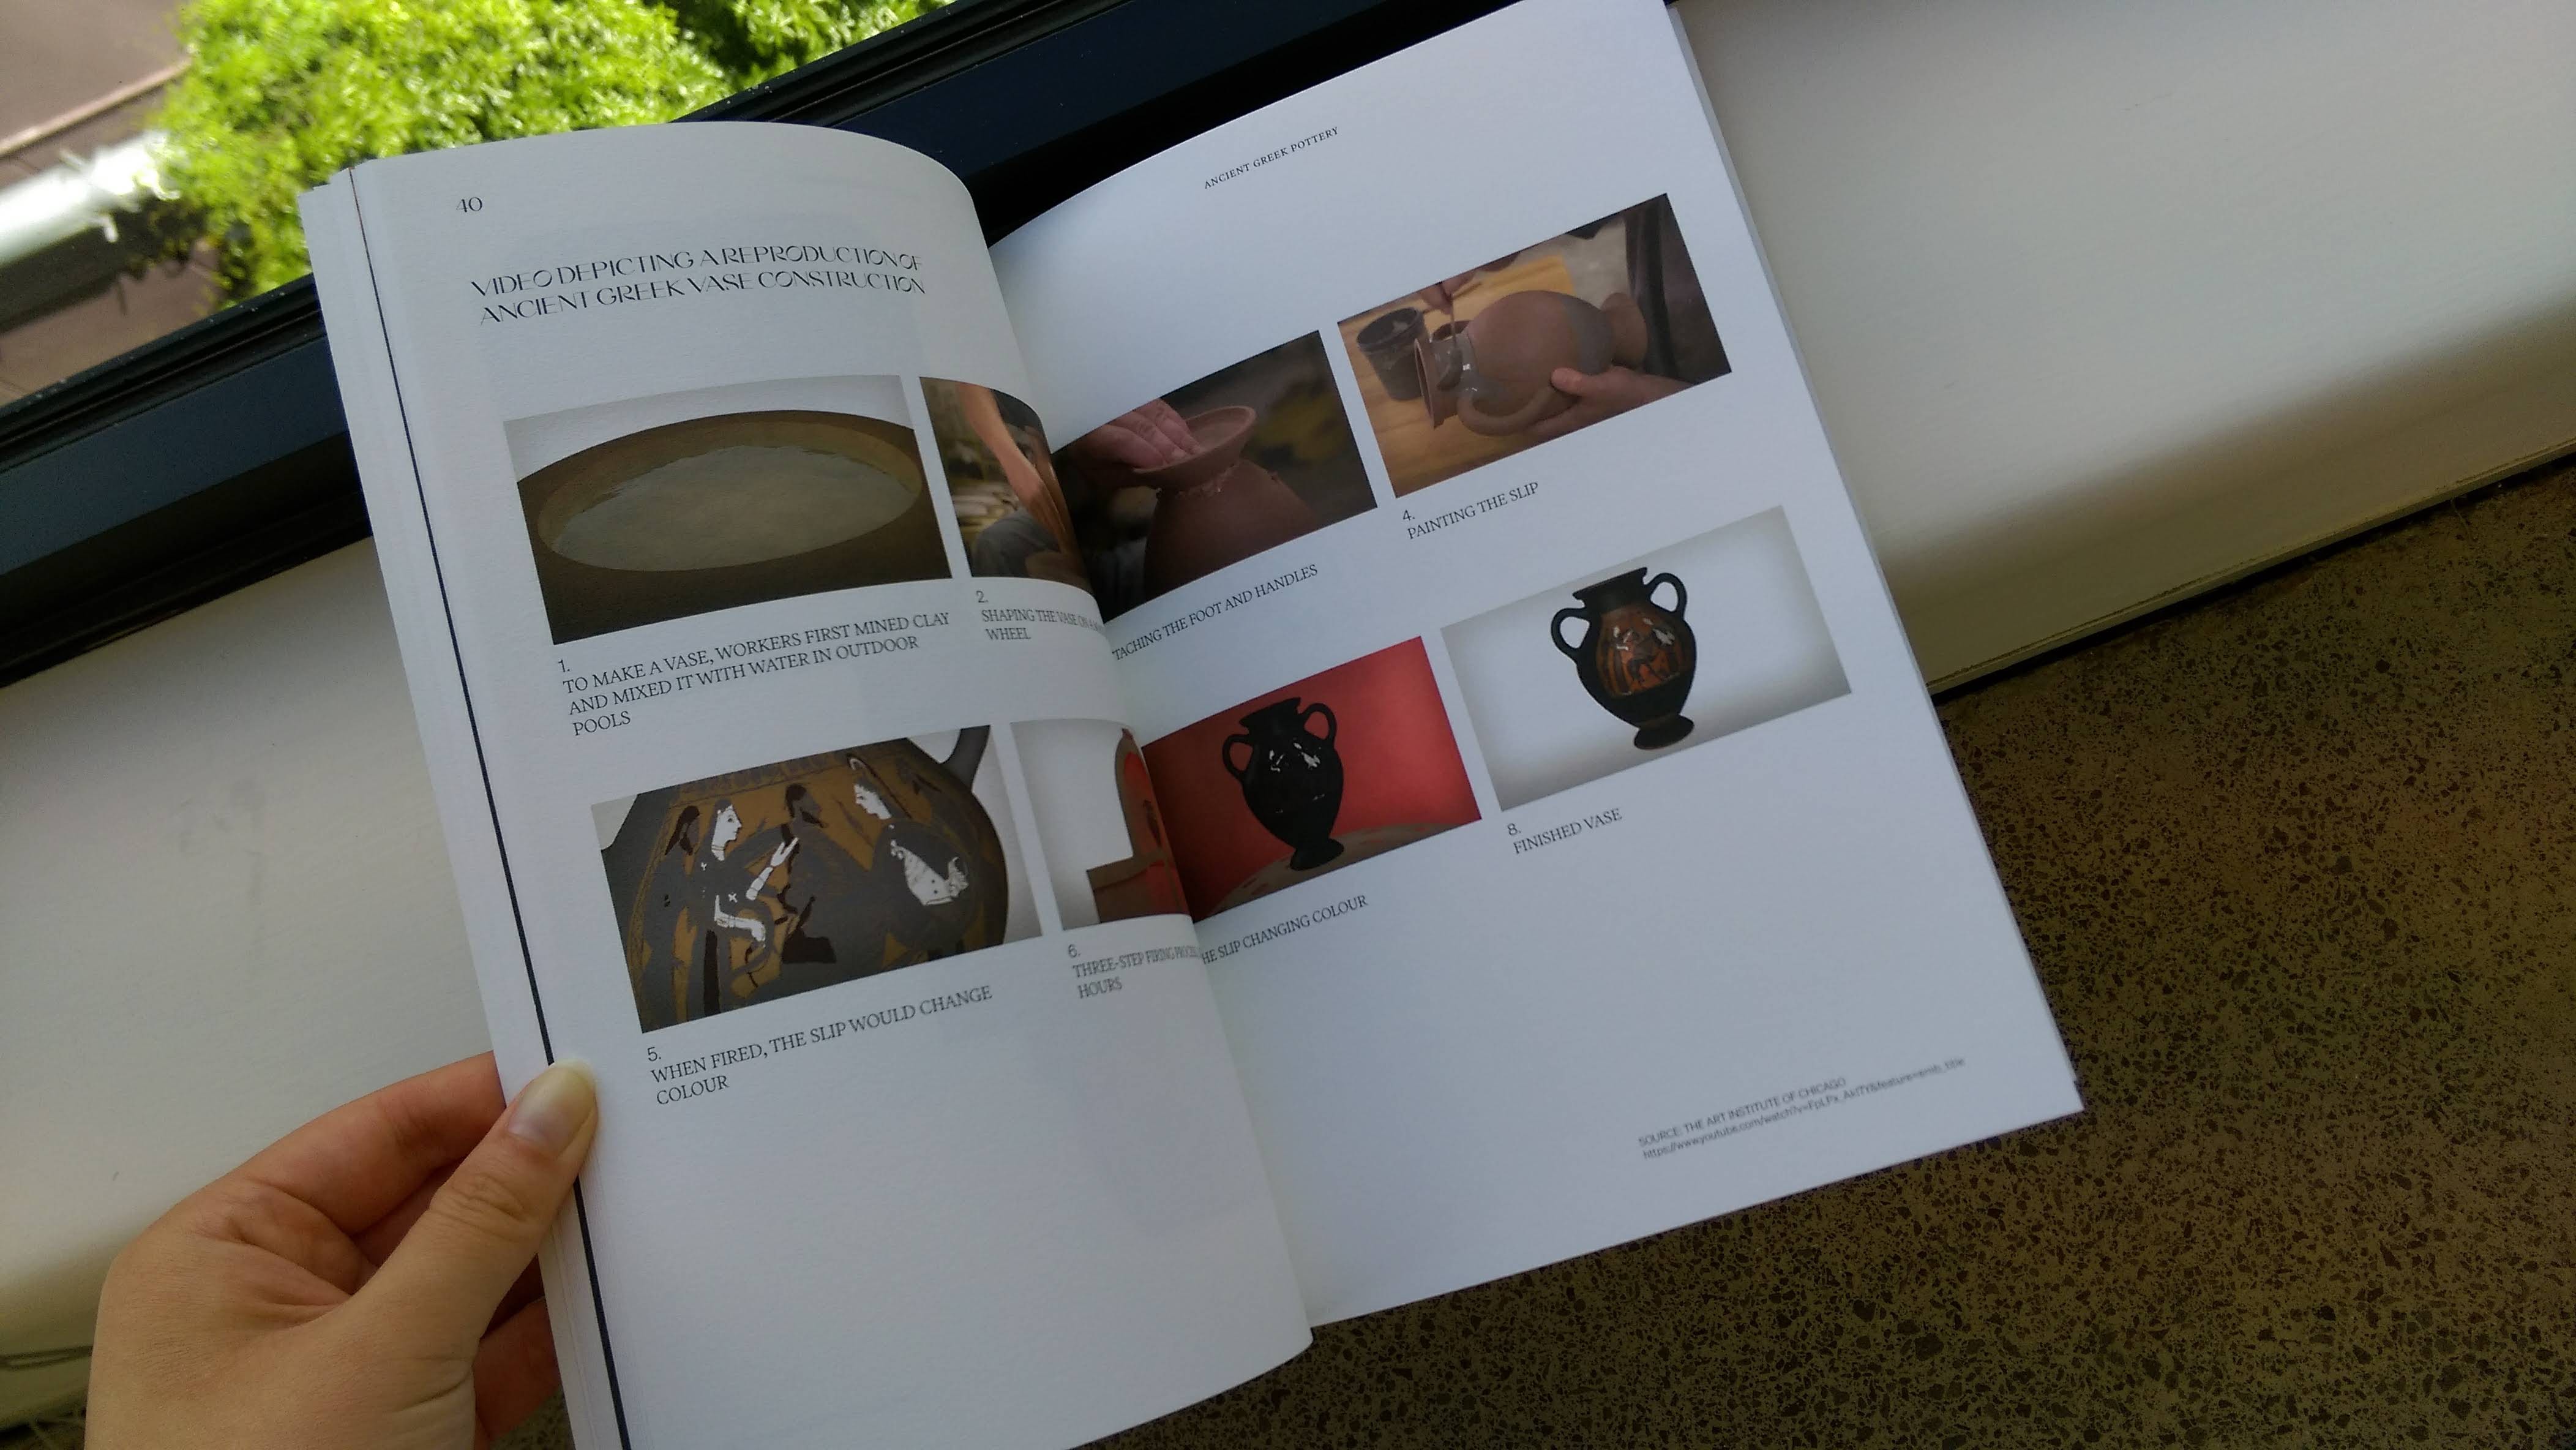 40
VIDEO DEPICTING A REPRODUCTION OF
ANCIENT GREEK VASE CONSTRUCTION
1.
TO MAKE A VASE, WORKERS FIRST MINED CLAY
AND MIXED IT WITH WATER IN OUTDOOR
POOLS
2.
SHAPING THE VASE ON A
WHEEL
5.
WHEN FIRED, THE SLIP WOULD CHANGE
COLOUR
6.
THREE-STEP FIRING PROCESS,
HOURS
ANCIENT GREEK POTTERY
TACHING THE FOOT AND HANDLES
4.
PAINTING THE SLIP
HE SLIP CHANGING COLOUR
8.
FINISHED VASE
SOURCE: THE ART INSTITUTE OF CHICAGO